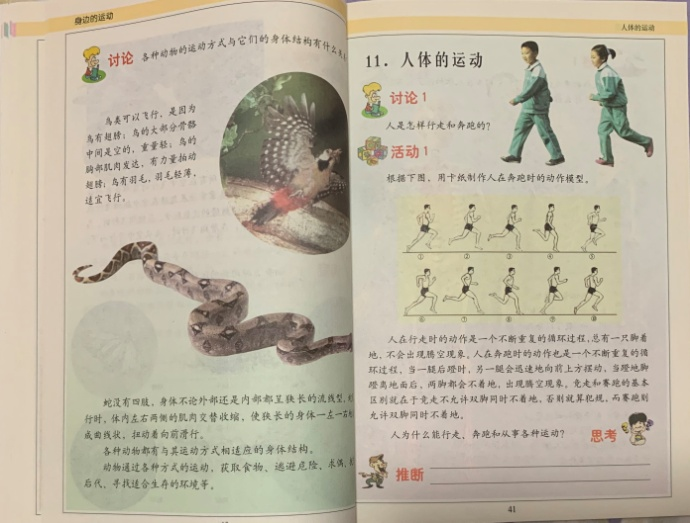 身边的运动
讨论 各种动物的运动方式与它们的身体结构有什么关
鸟类可以飞行，是因为
鸟有翅膀；鸟的大部分骨骼
中间是空的，重量轻；鸟的
胸部肌肉发达，有力量扇动
翅膀；鸟有羽毛，羽毛轻薄，
适宜飞行。
蛇没有四肢，身体不论外部还是内部都呈狭长的流线型，
行时，体内左右两侧的肌肉交替收缩，使狭长的身体一左一右
成曲线状，扭动着向前滑行。
各种动物都有与其运动方式相适应的身体结构。
动物通过各种方式的运动，获取食物、逃避危险、求偶、
后代、寻找适合生存的环境等。
人体的运动
11．人体的运动
讨论1
人是怎样行走和奔跑的？
活动1
根据下图，用卡纸制作人在奔跑时的动作模型。
① ② ③ ④ ⑤
⑥ ⑦ ⑧ ⑨ ⑩
人在行走时的动作是一个不断重复的循环过程，总有一只脚着
地，不会出现腾空现象。人在奔跑时的动作也是一个不断重复的循
环过程，当一腿后蹬时，另一腿会迅速地向前上方摆动，当蹬地脚
蹬离地面后，两脚都会不着地，出现腾空现象。竞走和赛跑的基本
区别就在于竞走不允许双脚同时不着地，否则就算犯规，而赛跑则
允许双脚同时不着地。
人为什么能行走、奔跑和从事各种运动？
思考
推断
41